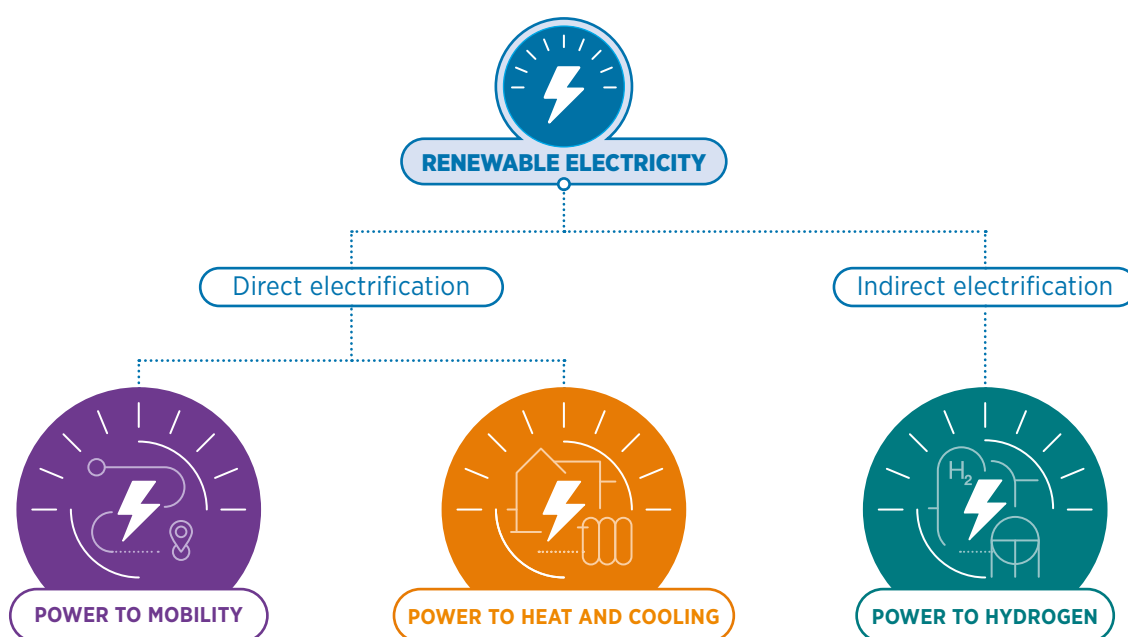 RENEWABLE ELECTRICITY
Direct electrification
Indirect electrification
H₂
POWER TO MOBILITY
POWER TO HEAT AND COOLING
POWER TO HYDROGEN